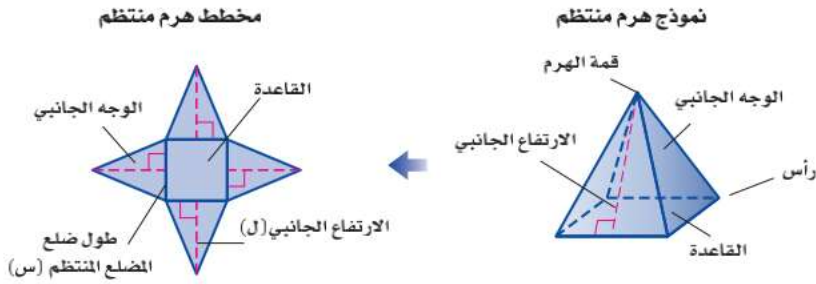 نموذج هرم منتظم
قمة الهرم
الوجه الجانبي
الارتفاع الجانبي
رأس
القاعدة
مخطط هرم منتظم
القاعدة
الوجه الجانبي
الارتفاع الجانبي (ل)
طول ضلع
المضلع المنتظم (س)